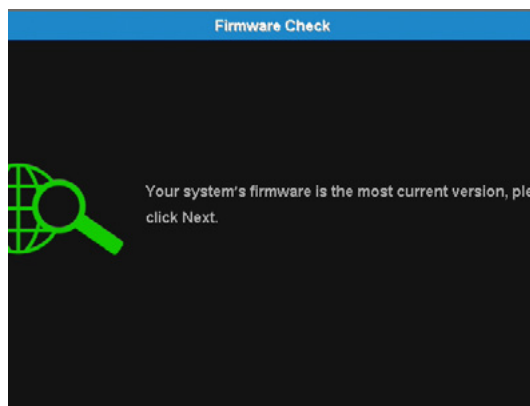 Firmware Check
Your system's firmware is the most current version, ple
click Next.